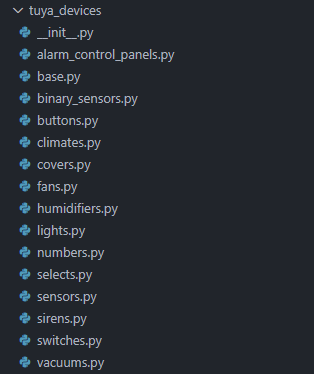 tuya_devices
__init__.py
alarm_control_panels.py
base.py
binary_sensors.py
buttons.py
climates.py
covers.py
fans.py
humidifiers.py
lights.py
numbers.py
selects.py
sensors.py
sirens.py
switches.py
vacuums.py